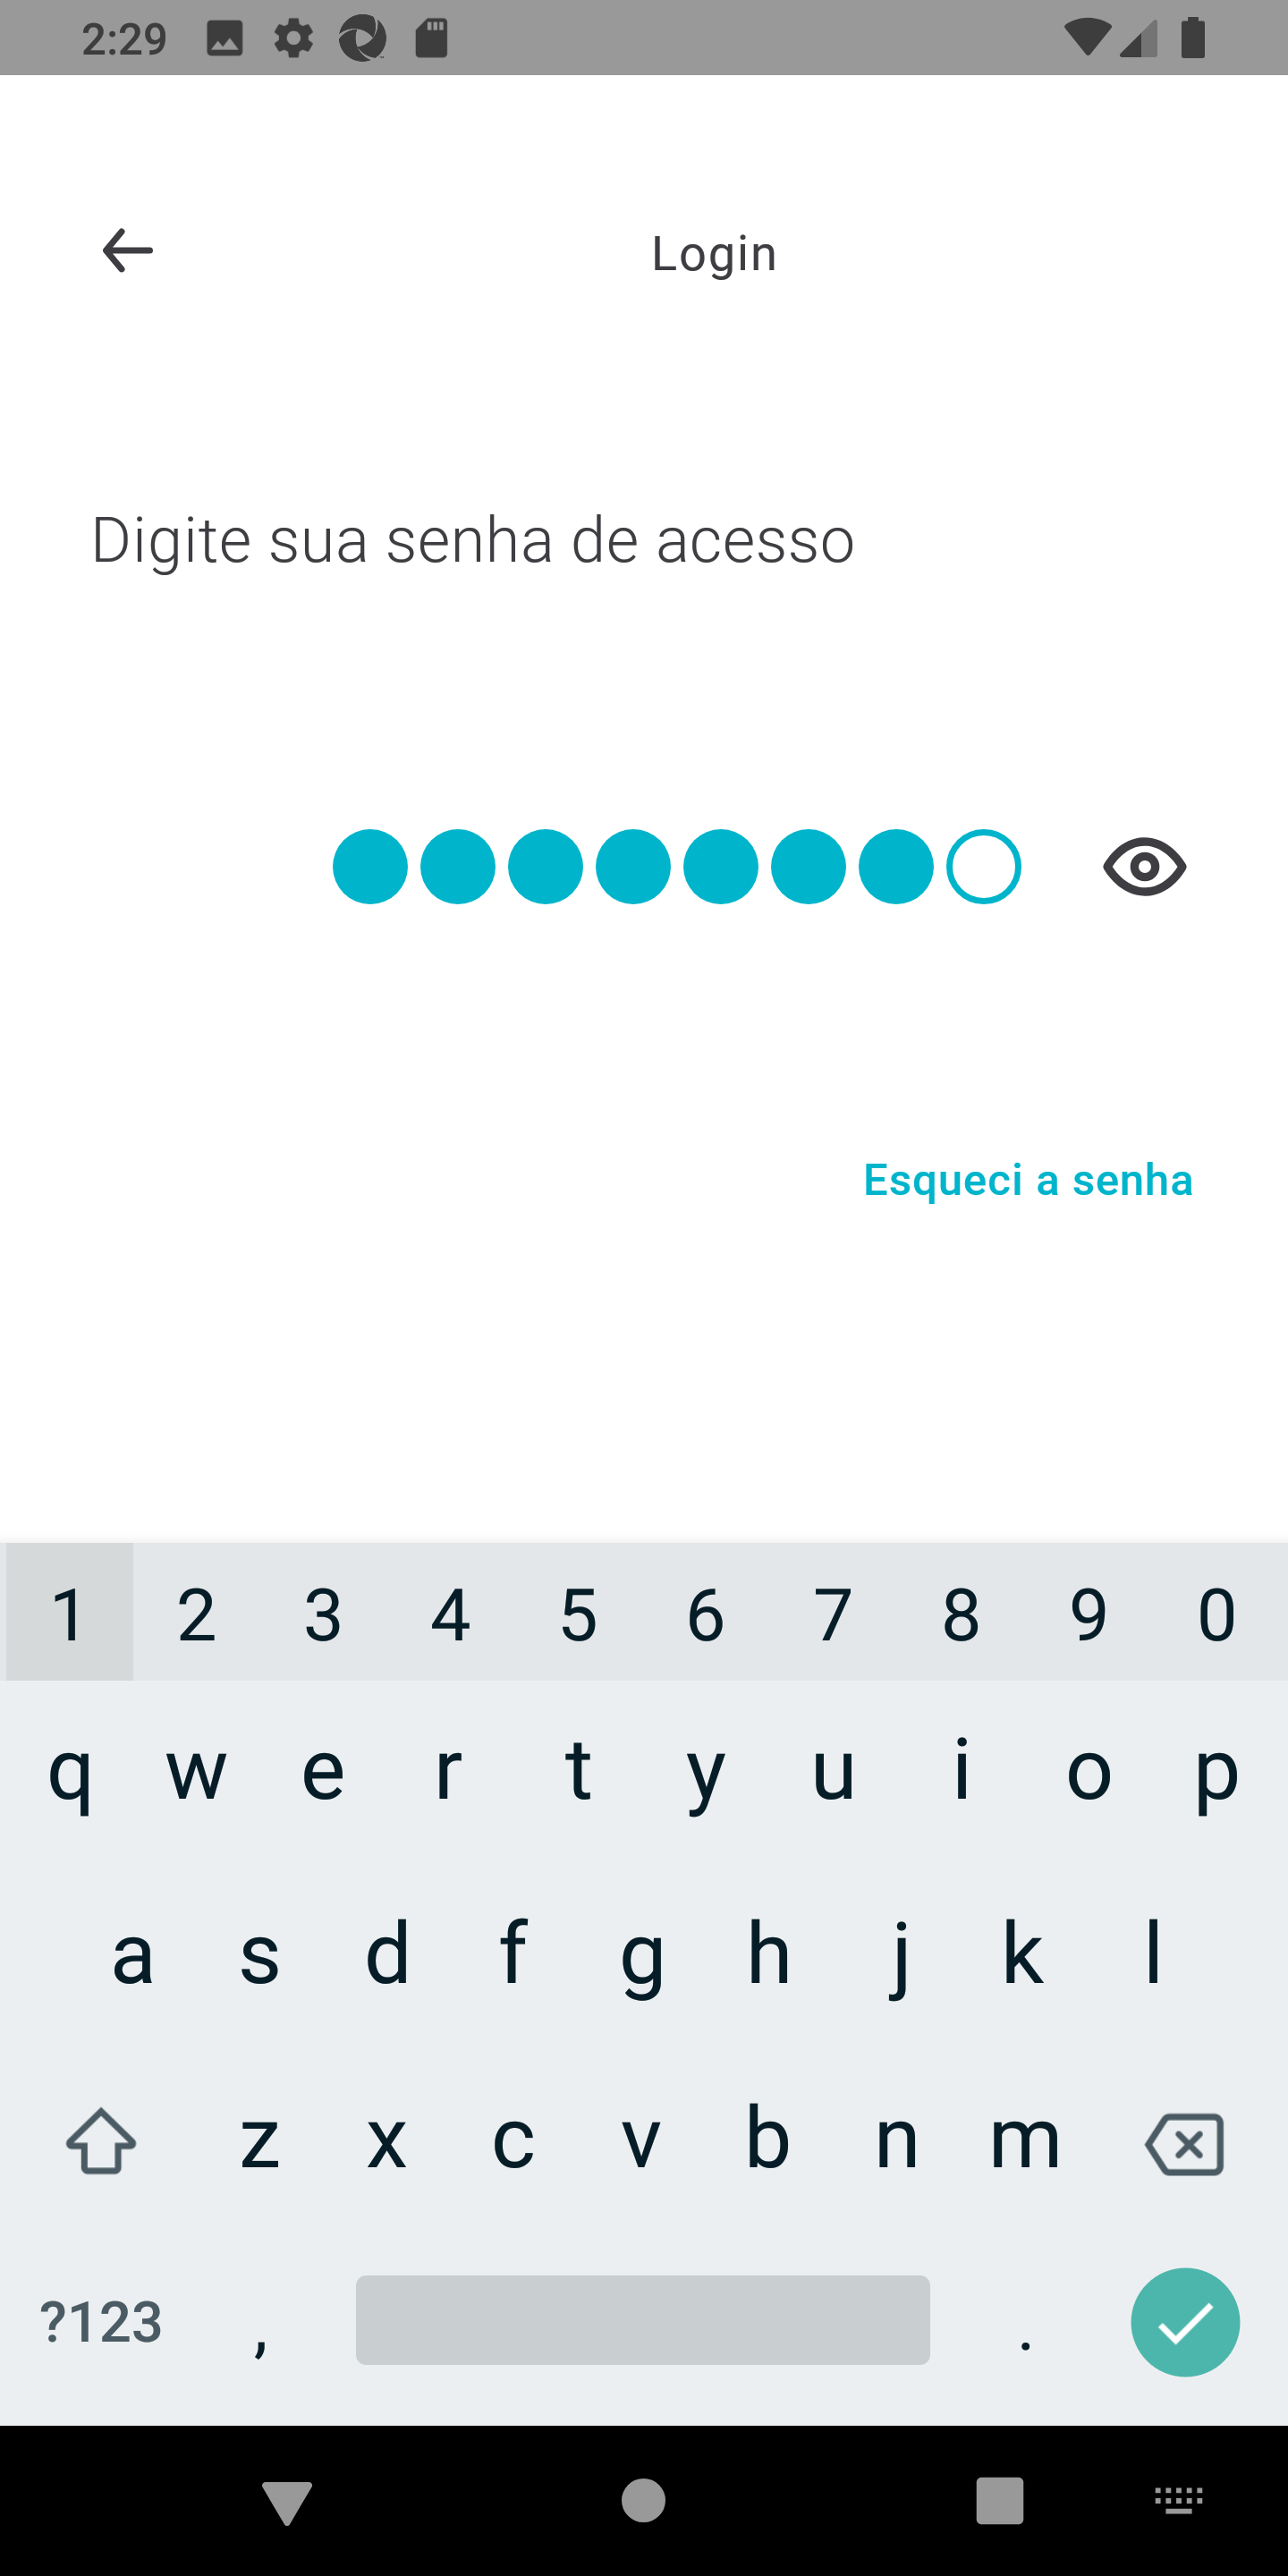 2:29
Login
Digite sua senha de acesso
Esqueci a senha
1 2 3 4 5 6 7 8 9 0
q w e r t y u i o p
a s d f g h j k l
z x c v b n m
?123 , .